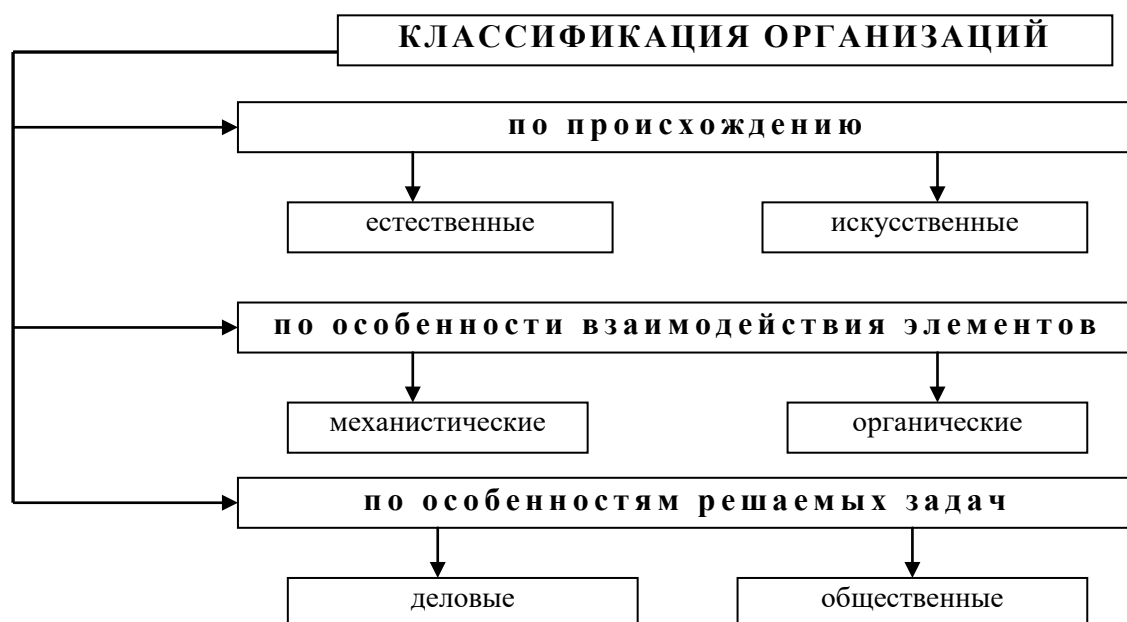 КЛАССИФИКАЦИЯ ОРГАНИЗАЦИЙ
по происхождению
естественные
искусственные
по особенности взаимодействия элементов
механистические
органические
по особенностям решаемых задач
деловые
общественные